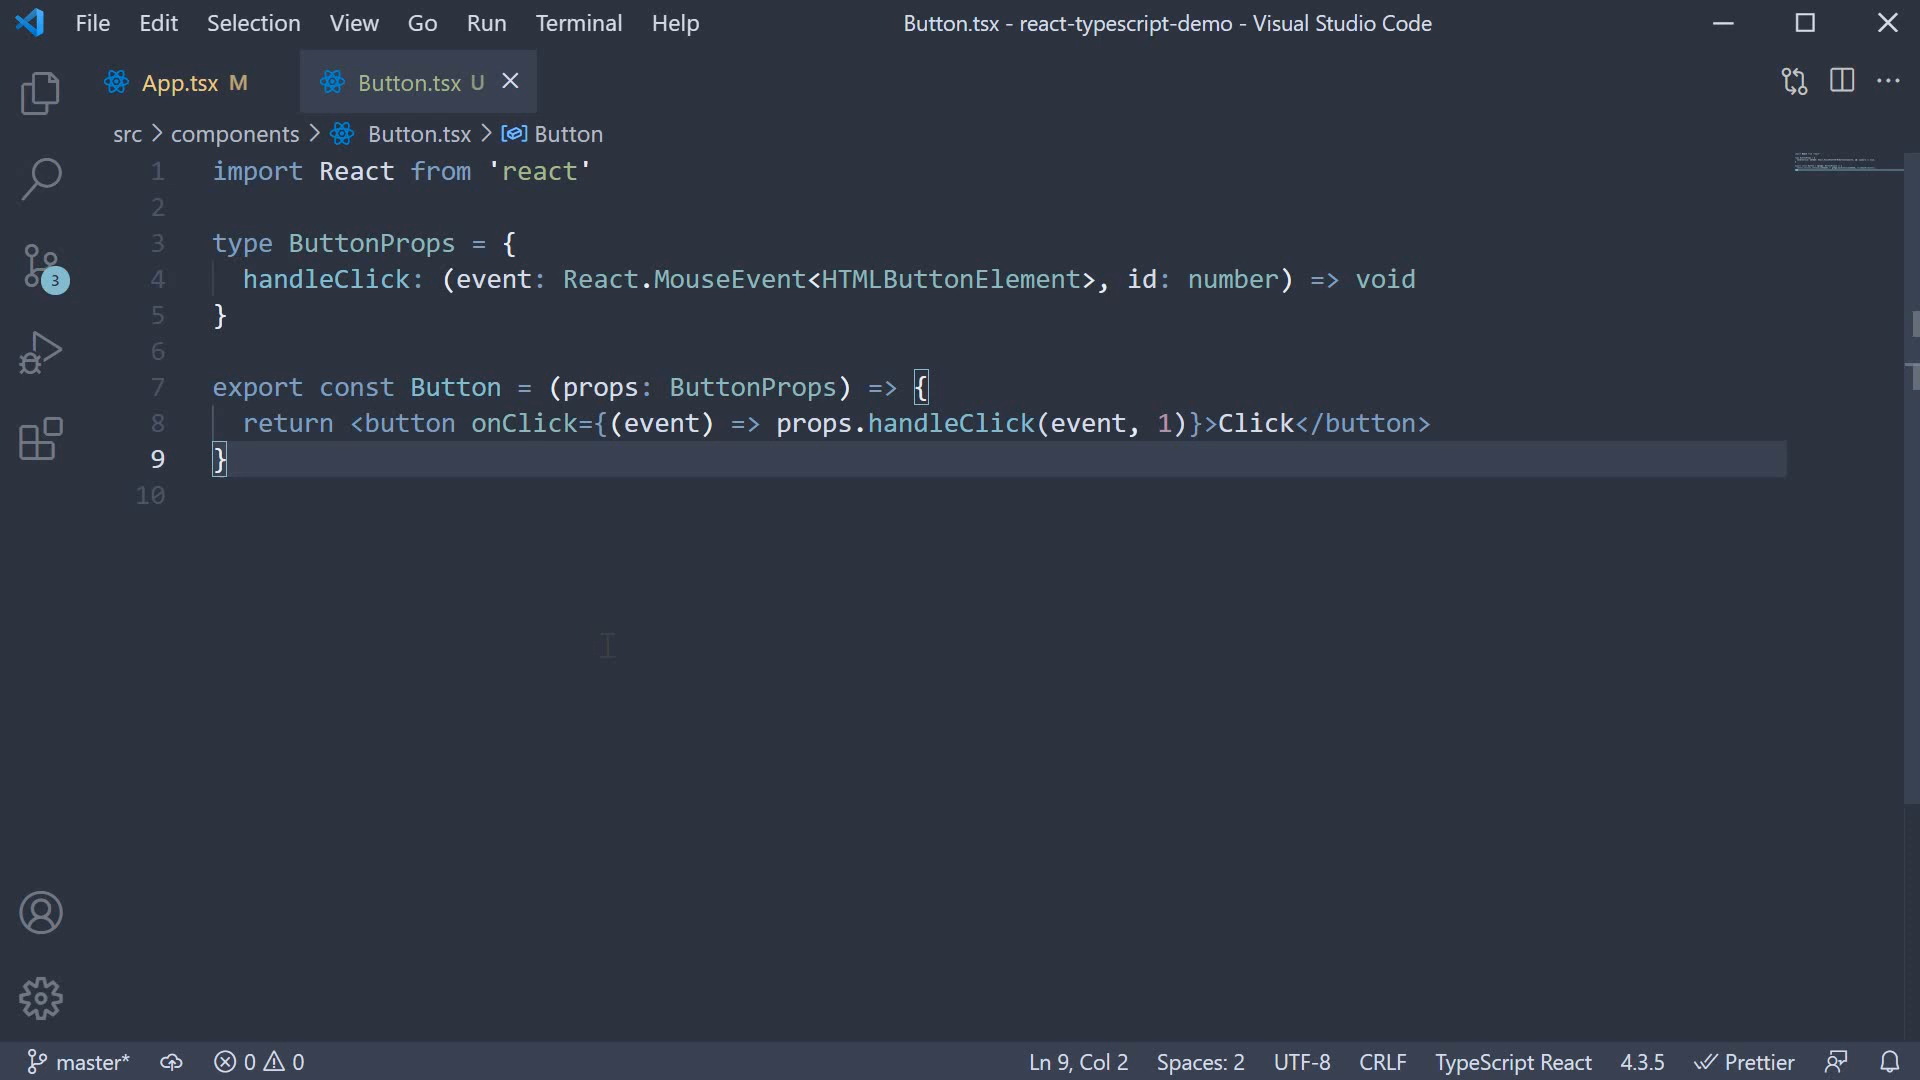 File Edit Selection View Go Run Terminal Help Button.tsx - react-typescript-demo - Visual Studio Code
App.tsx M Button.tsx U
src > components > Button.tsx > Button
1 import React from 'react'
2
3 type ButtonProps = {
4 handleClick: (event: React.MouseEvent<HTMLButtonElement>, id: number) => void
5 }
6
7 export const Button = (props: ButtonProps) => {
8 return <button onClick={(event) => props.handleClick(event, 1)}>Click</button>
9 }
10
3
master* 0 0 Ln 9, Col 2 Spaces: 2 UTF-8 CRLF TypeScript React 4.3.5 Prettier